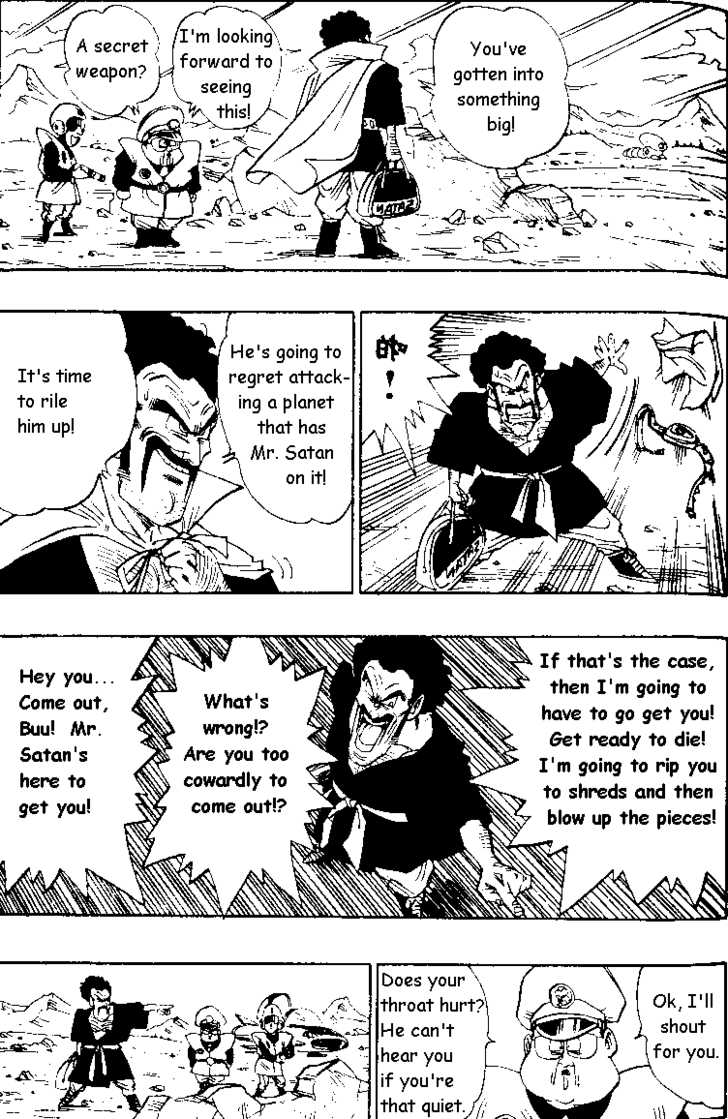 A secret
weapon?
I'm looking
forward to
seeing
this!
You've
gotten into
something
big!
It's time
to rile
him up!
He's going to
regret attack-
ing a planet
that has
Mr. Satan
on it!
Hey you...
Come out,
Buu! Mr.
Satan's
here to
get you!
What's
wrong!?
Are you too
cowardly to
come out!?
If that's the case,
then I'm going to
have to go get you!
Get ready to die!
I'm going to rip you
to shreds and then
blow up the pieces!
Does your
throat hurt?
He can't
hear you
if you're
that quiet.
Ok, I'll
shout
for you.